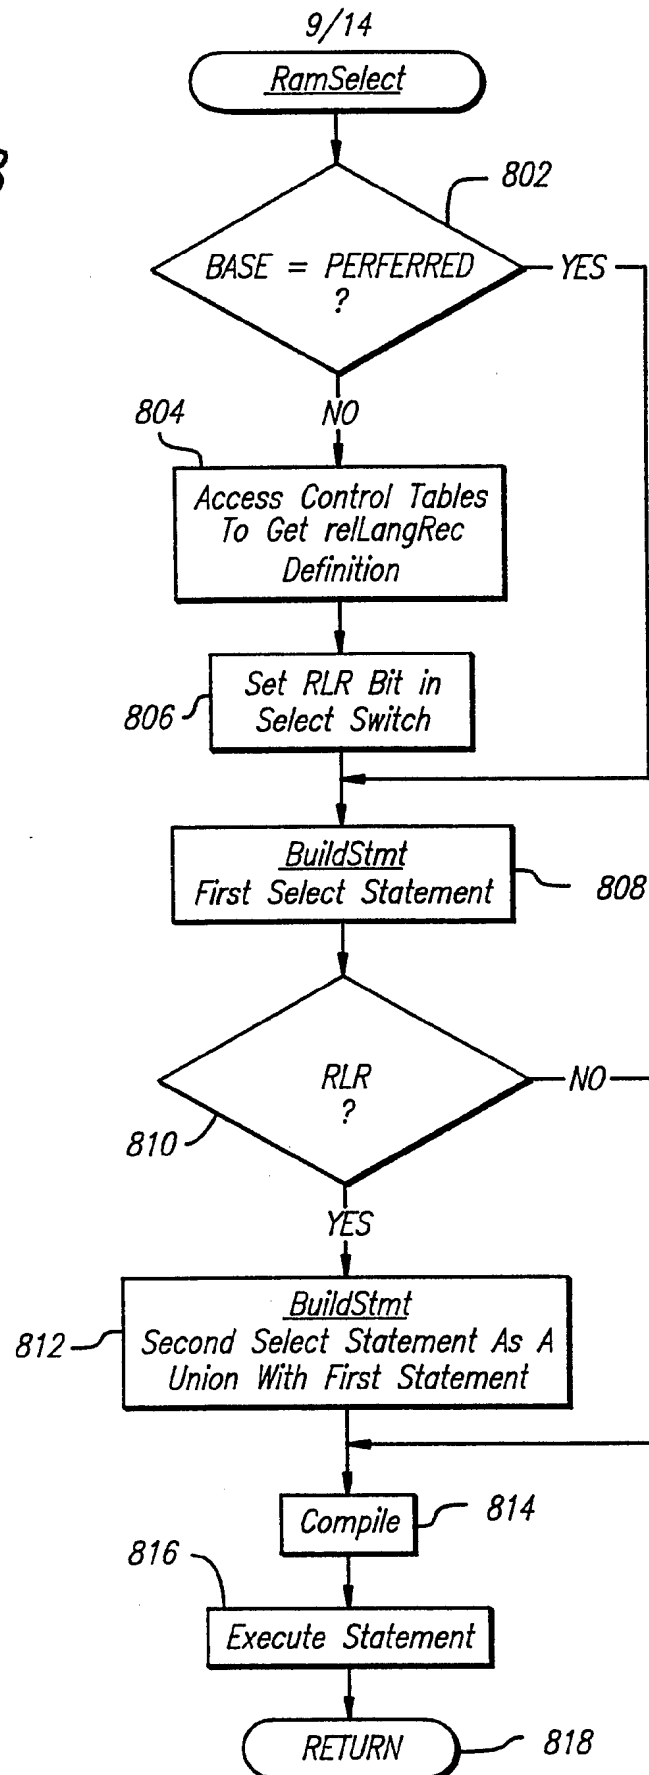 9/14
RamSelect
8
802
BASE = PERFERRED
?
YES
NO
804
Access Control Tables
To Get relLangRec
Definition
Set RLR Bit in
Select Switch
806
BuildStmt
First Select Statement
808
RLR
?
NO
810
YES
BuildStmt
Second Select Statement As A
Union With First Statement
812
Compile
814
816
Execute Statement
RETURN
818